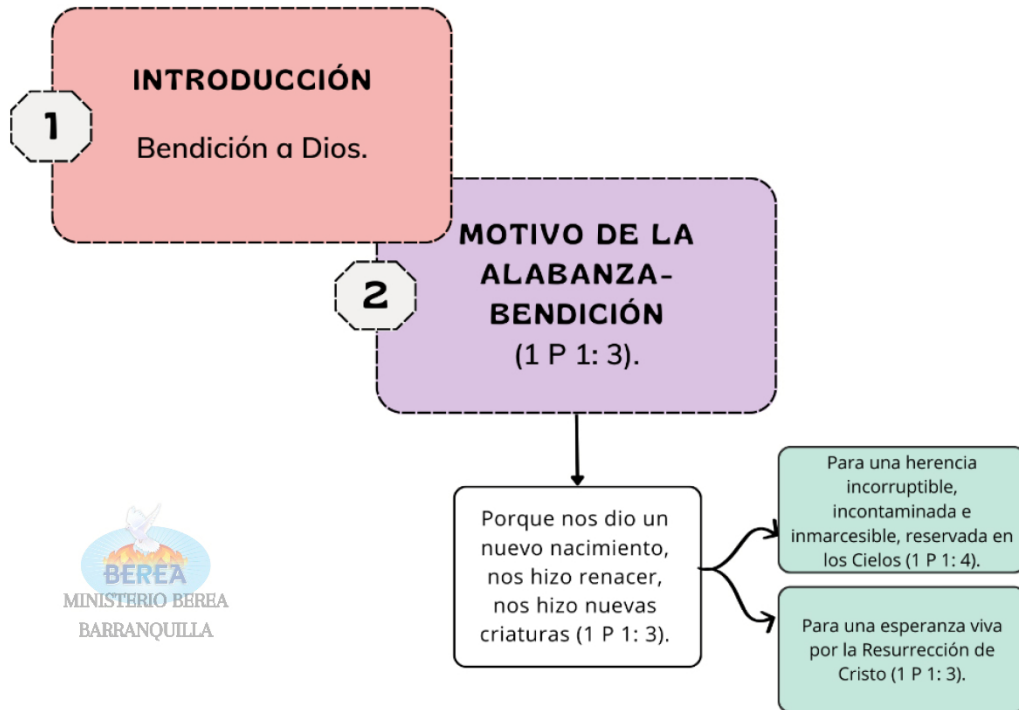 1
INTRODUCCIÓN
Bendición a Dios.
2
MOTIVO DE LA
ALABANZA-
BENDICIÓN
(1 P 1: 3).
Porque nos dio un
nuevo nacimiento,
nos hizo renacer,
nos hizo nuevas
criaturas (1 P 1: 3).
Para una herencia
incorruptible,
incontaminada e
inmarcesible, reservada en
los Cielos (1 P 1: 4).
Para una esperanza viva
por la Resurrección de
Cristo (1 P 1: 3).
BEREA
MINISTERIO BEREA
BARRANQUILLA